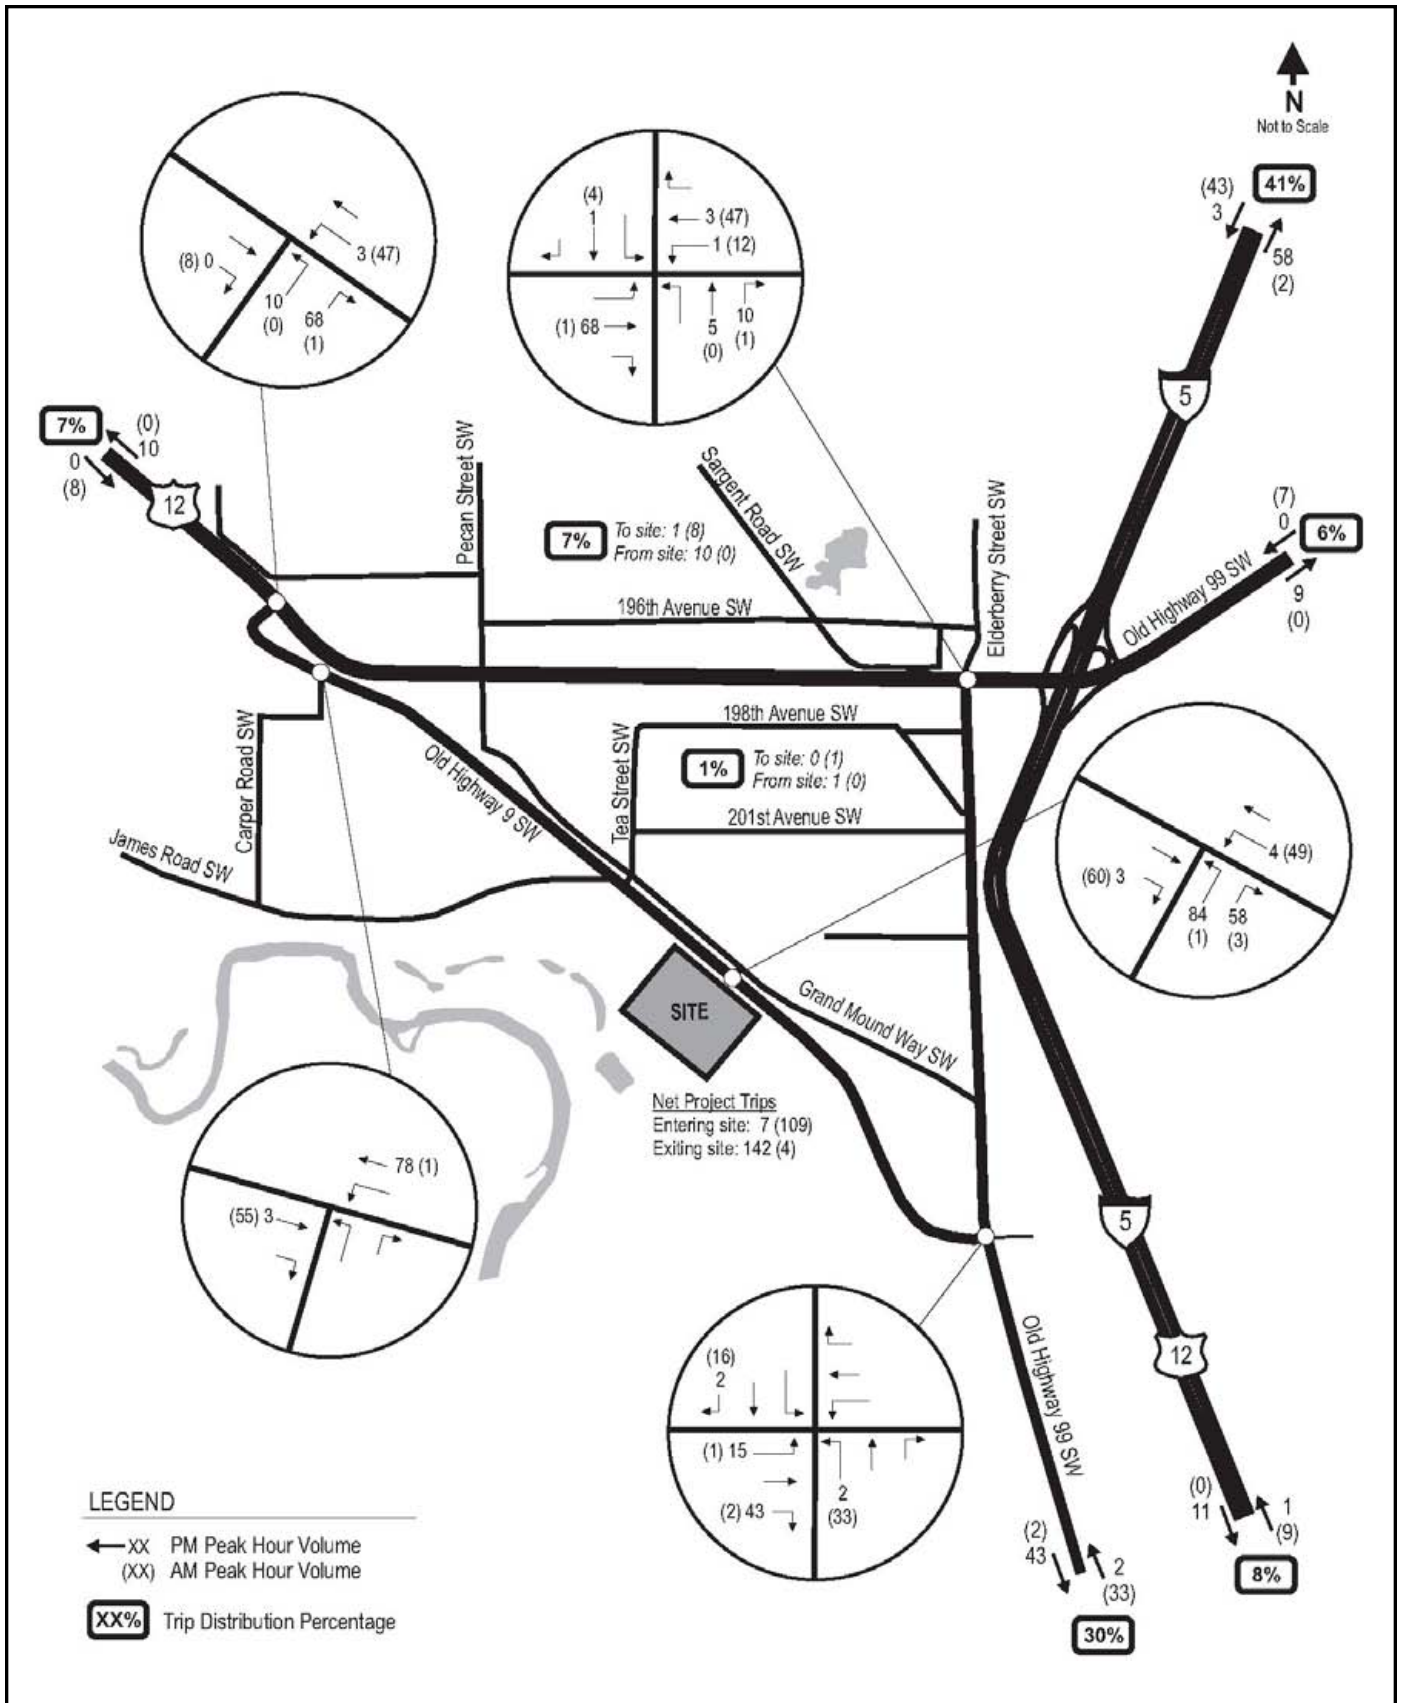 N
Not to Scale
(43)
3
41%
58
(2)
(4)
1
3 (47)
1 (12)
(1) 68
5
(0)
10
(1)
(8) 0
3 (47)
10
(0)
68
(1)
5
7%
(0)
10
0
(8)
12
Pecan Street SW
Sargent Road SW
Elderberry Street SW
(7)
0
6%
9
(0)
7%
To site: 1 (8)
From site: 10 (0)
196th Avenue SW
Old Highway 99 SW
198th Avenue SW
1%
To site: 0 (1)
From site: 1 (0)
201st Avenue SW
Tea Street SW
Carper Road SW
Old Highway 9 SW
James Road SW
4 (49)
(60) 3
84
(1)
58
(3)
SITE
Grand Mound Way SW
Net Project Trips
Entering site: 7 (109)
Exiting site: 142 (4)
78 (1)
(55) 3
5
12
(16)
2
(1) 15
(2) 43
2
(33)
Old Highway 99 SW
(0)
11
1
(9)
8%
(2)
43
2
(33)
30%
LEGEND
XX PM Peak Hour Volume
(XX) AM Peak Hour Volume
XX% Trip Distribution Percentage